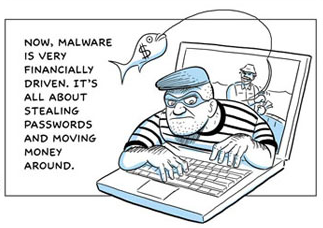 NOW, MALWARE
IS VERY
FINANCIALLY
DRIVEN. IT'S
ALL ABOUT
STEALING
PASSWORDS
AND MOVING
MONEY
AROUND.
$